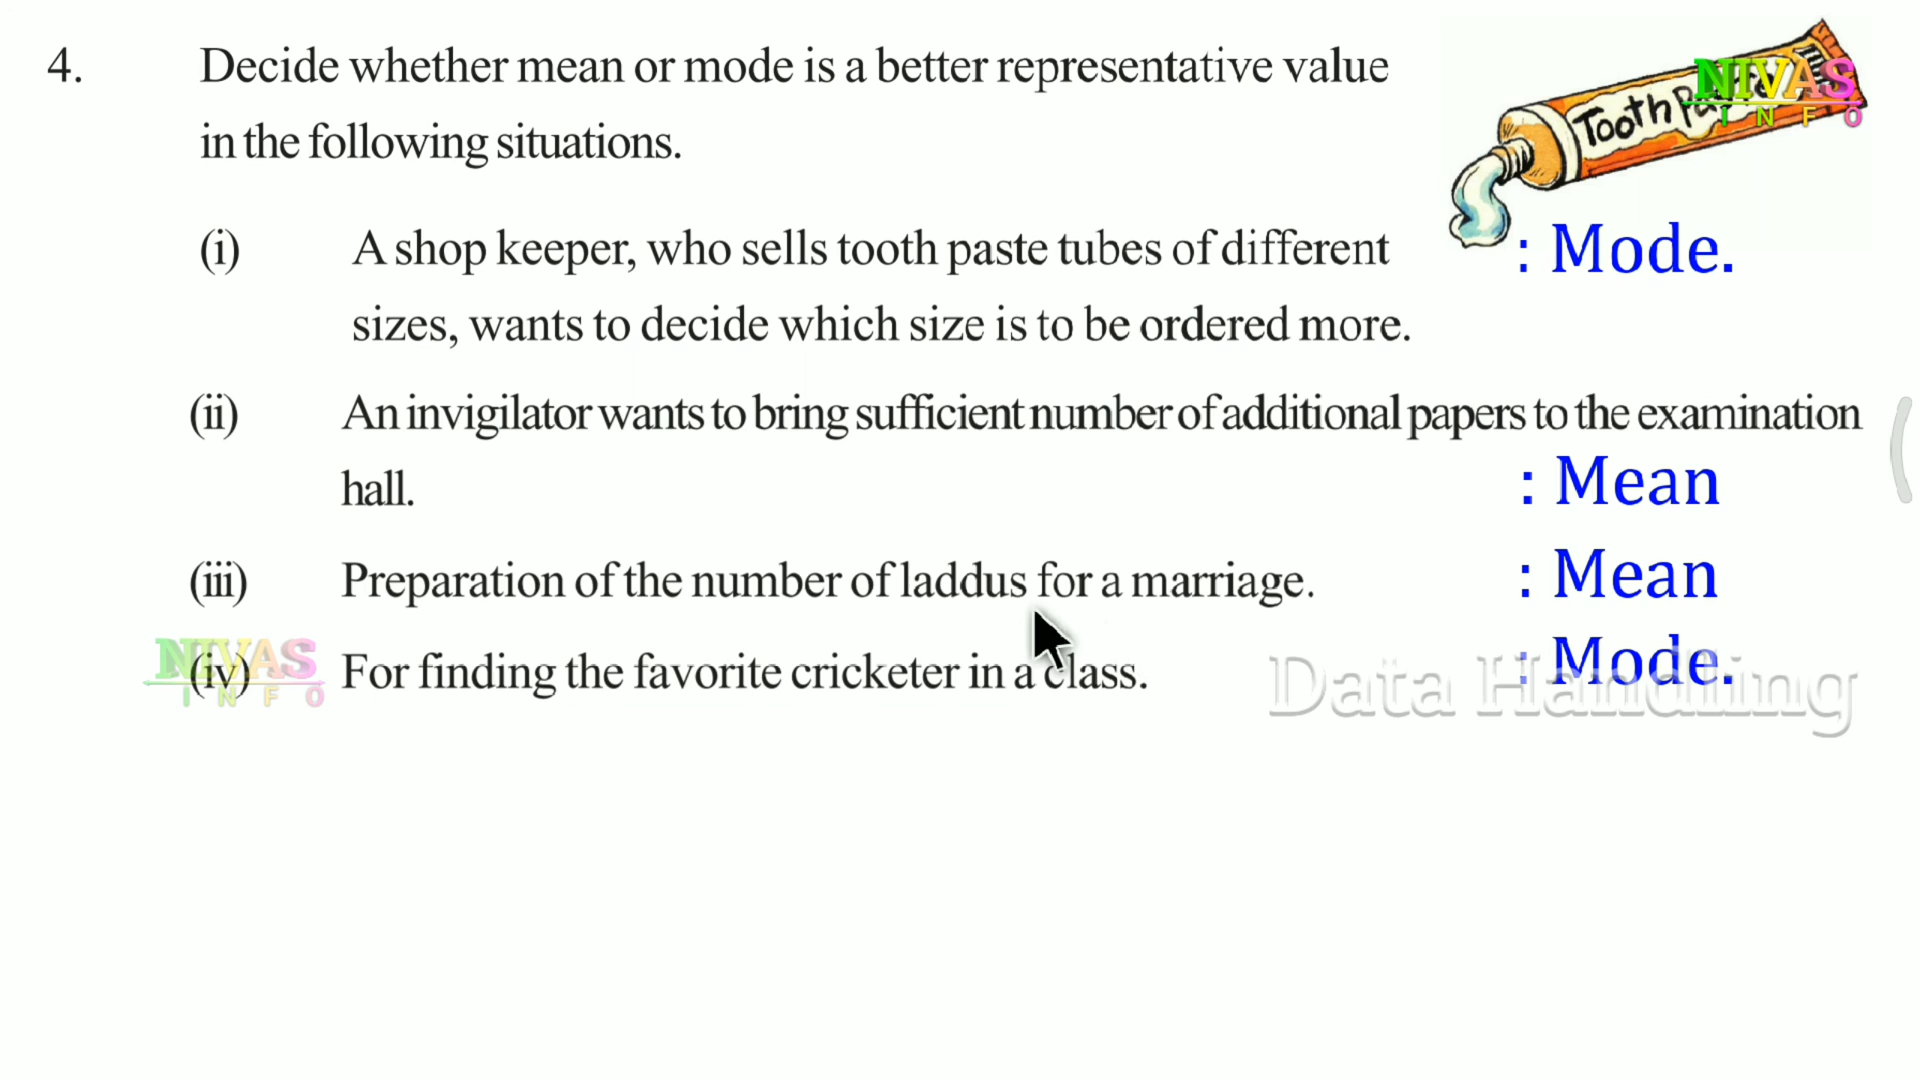 4. Decide whether mean or mode is a better representative value
in the following situations.
Tooth
NIVAS
INFO
(i) A shop keeper, who sells tooth paste tubes of different : Mode.
sizes, wants to decide which size is to be ordered more.
(ii) An invigilator wants to bring sufficient number of additional papers to the examination
hall. : Mean
(iii) Preparation of the number of laddus for a marriage. : Mean
NIVAS
INFO
(iv) For finding the favorite cricketer in a class. : Mode.
Data Handling